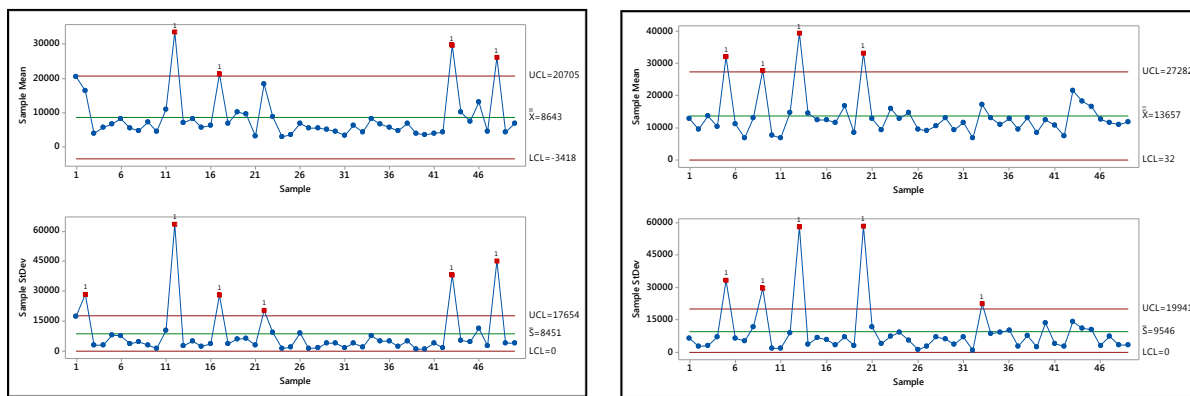 1
1
1
1
30000
20000
10000
0
Sample Mean
UCL=20705
X̿=8643
LCL=-3418
1 6 11 16 21 26 31 36 41 46
Sample
1
1
1
1
1
1
60000
45000
30000
15000
0
Sample StDev
UCL=17654
S̄=8451
LCL=0
1 6 11 16 21 26 31 36 41 46
Sample
1
1
1
1
40000
30000
20000
10000
0
Sample Mean
UCL=27282
X̿=13657
LCL=32
1 6 11 16 21 26 31 36 41 46
Sample
1
1
1
1
1
60000
45000
30000
15000
0
Sample StDev
UCL=19941
S̄=9546
LCL=0
1 6 11 16 21 26 31 36 41 46
Sample